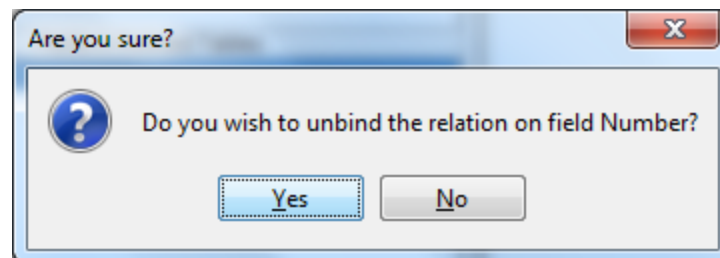 Are you sure?
Do you wish to unbind the relation on field Number?
Yes
No